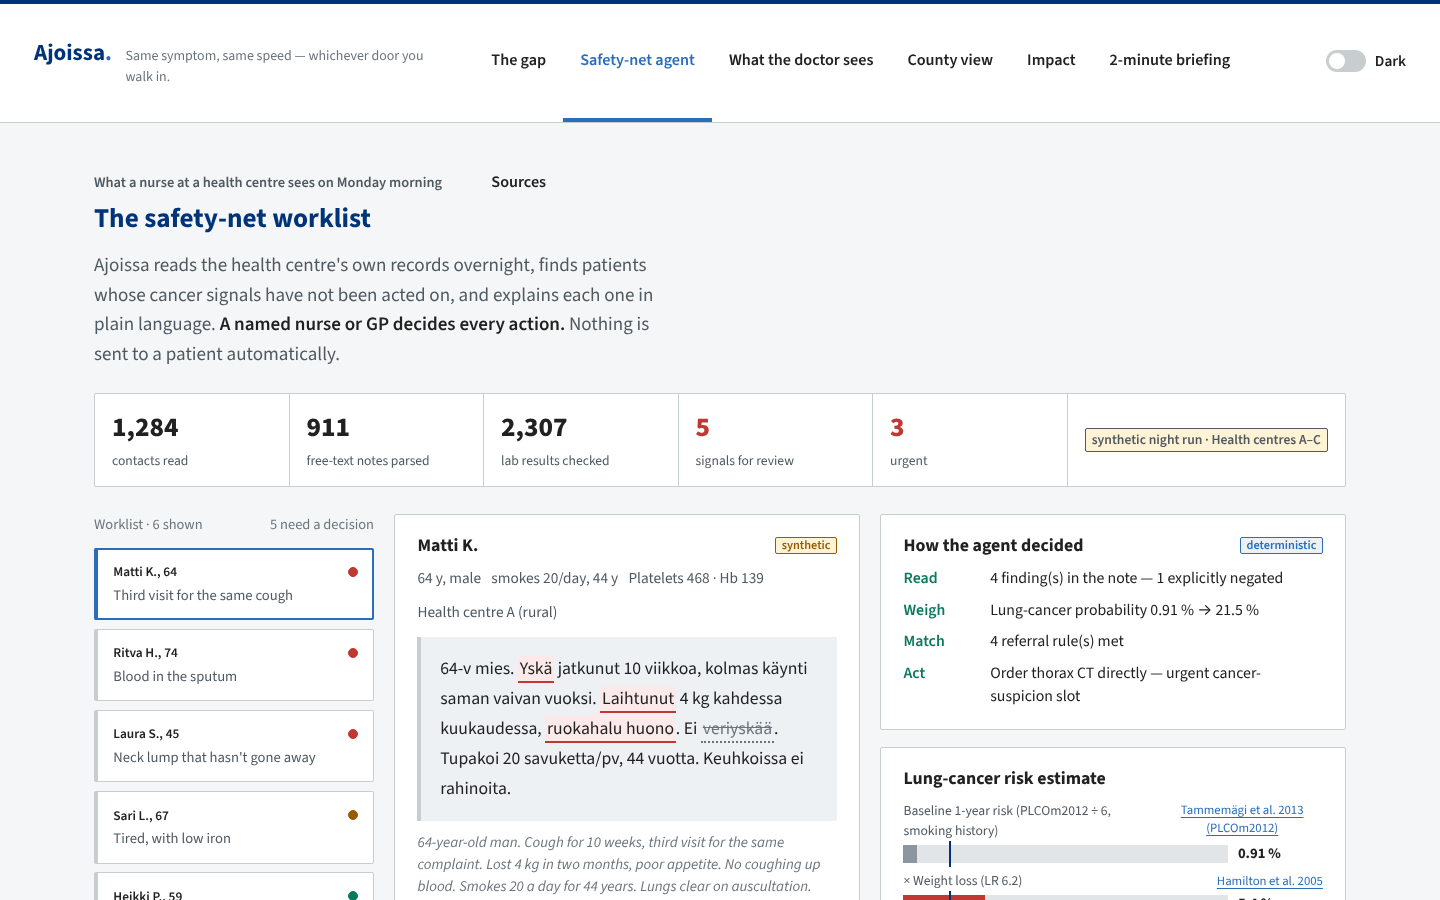 Ajoissa.
Same symptom, same speed — whichever door you
walk in.
The gap
Safety-net agent
What the doctor sees
County view
Impact
2-minute briefing
Dark
Sources
What a nurse at a health centre sees on Monday morning
The safety-net worklist
Ajoissa reads the health centre's own records overnight, finds patients
whose cancer signals have not been acted on, and explains each one in
plain language. A named nurse or GP decides every action. Nothing is
sent to a patient automatically.
1,284
contacts read
911
free-text notes parsed
2,307
lab results checked
5
signals for review
3
urgent
synthetic night run · Health centres A–C
Worklist · 6 shown
5 need a decision
Matti K., 64
Third visit for the same cough
Ritva H., 74
Blood in the sputum
Laura S., 45
Neck lump that hasn't gone away
Sari L., 67
Tired, with low iron
Heikki P., 59
Matti K.
synthetic
64 y, male smokes 20/day, 44 y Platelets 468 · Hb 139
Health centre A (rural)
64-v mies. Yskä jatkunut 10 viikkoa, kolmas käynti
saman vaivan vuoksi. Laihtunut 4 kg kahdessa
kuukaudessa, ruokahalu huono. Ei veriyskää.
Tupakoi 20 savuketta/pv, 44 vuotta. Keuhkoissa ei
rahinoita.
64-year-old man. Cough for 10 weeks, third visit for the same
complaint. Lost 4 kg in two months, poor appetite. No coughing up
blood. Smokes 20 a day for 44 years. Lungs clear on auscultation.
How the agent decided
deterministic
Read 4 finding(s) in the note — 1 explicitly negated
Weigh Lung-cancer probability 0.91 % → 21.5 %
Match 4 referral rule(s) met
Act Order thorax CT directly — urgent cancer-
suspicion slot
Lung-cancer risk estimate
Baseline 1-year risk (PLCOm2012 ÷ 6,
smoking history)
Tammemägi et al. 2013
(PLCOm2012)
0.91 %
× Weight loss (LR 6.2)
Hamilton et al. 2005